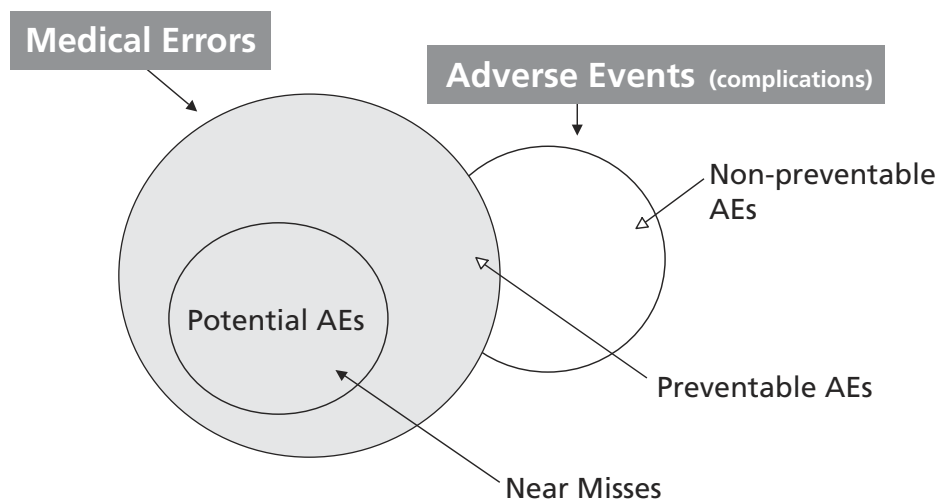 Medical Errors
Adverse Events (complications)
Non-preventable
AEs
Potential AEs
Preventable AEs
Near Misses